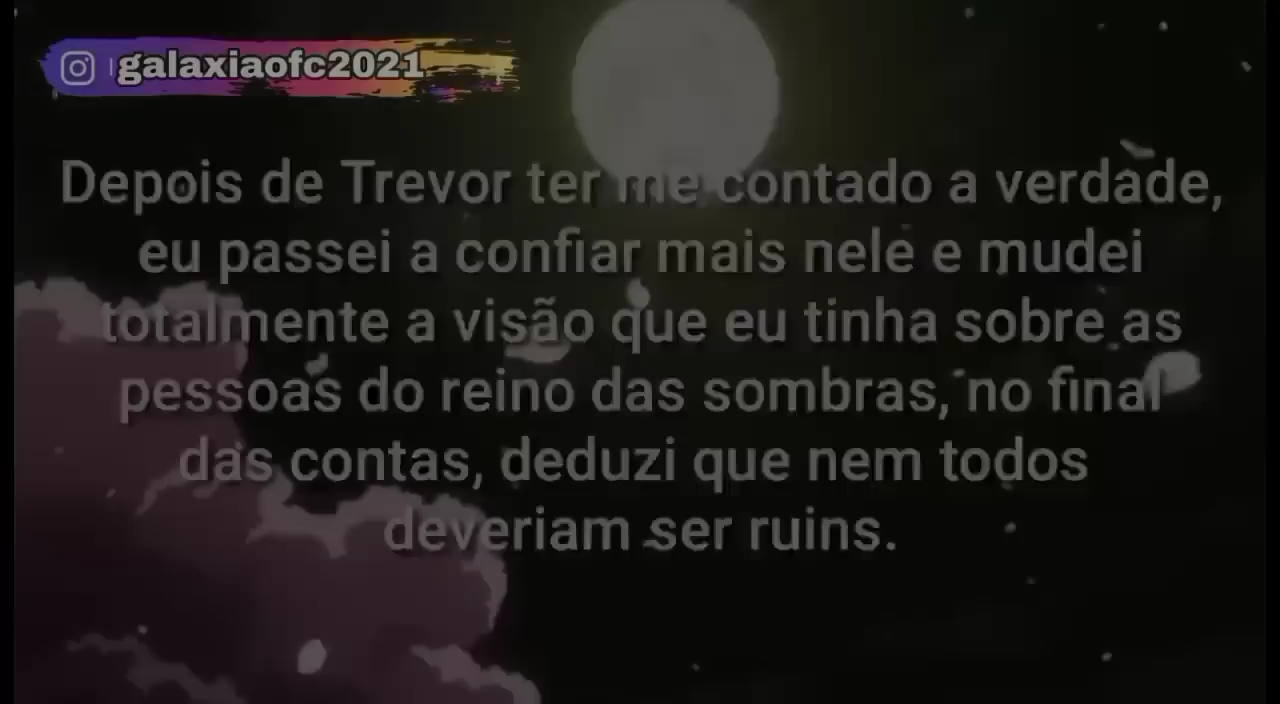 galaxiaofc2021
Depois de Trevor ter me contado a verdade,
eu passei a confiar mais nele e mudei
totalmente a visão que eu tinha sobre as
pessoas do reino das sombras, no final
das contas, deduzi que nem todos
deveriam ser ruins.